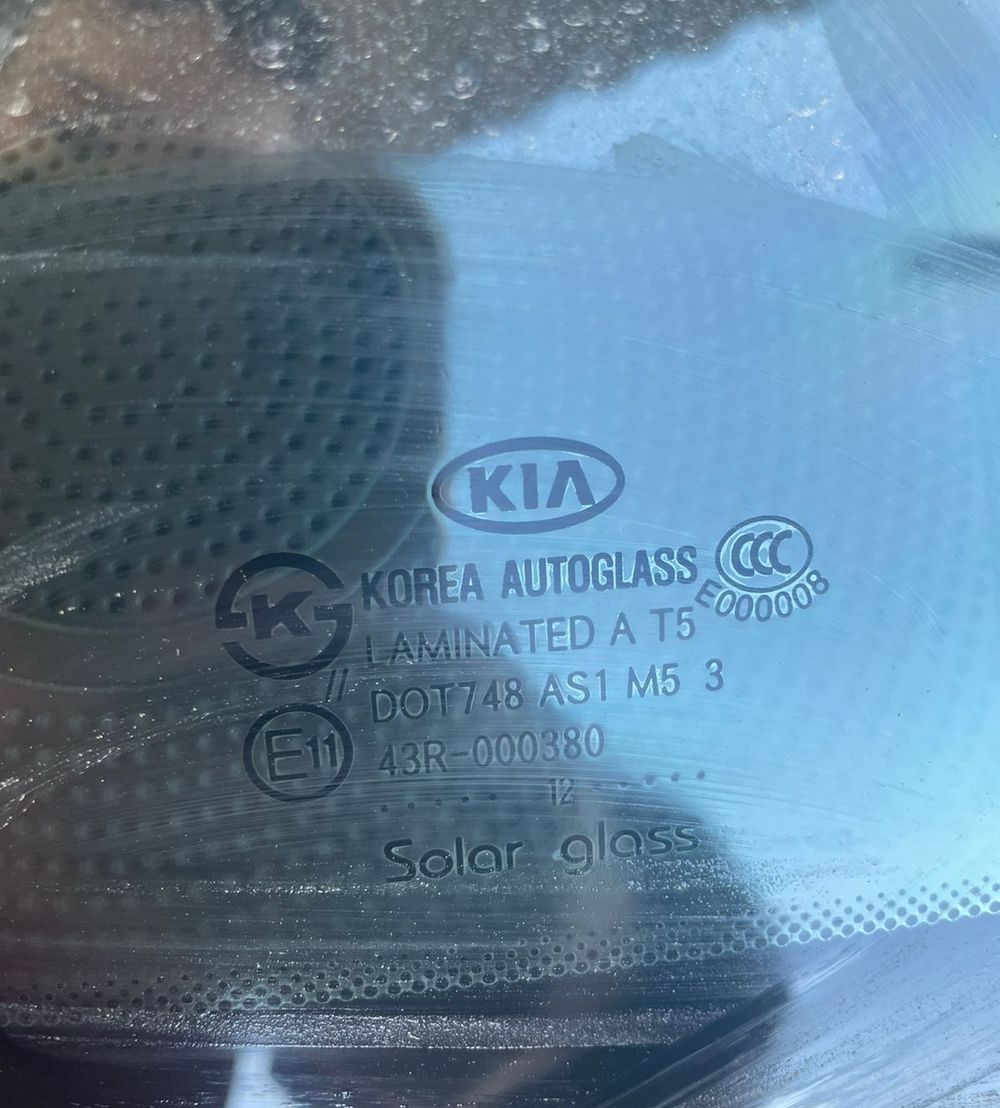 KIA
KOREA AUTOGLASS
CCC
E000008
LAMINATED A T5
// DOT748 AS1 M5 3
E11
43R-000380
..... 12 ......
Solar glass